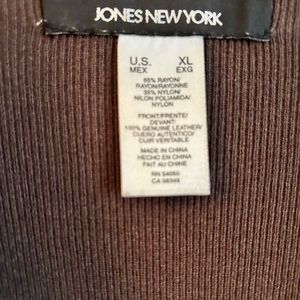 JONES NEW YORK
U.S. XL
MEX EXG
65% RAYON/
RAYON/RAYONNE
35% NYLON/
NILON POLIAMIDA/
NYLON
FRONT/FRENTE/
DEVANT:
100% GENUINE LEATHER/
CUERO AUTENTICO/
CUIR VERITABLE
MADE IN CHINA
HECHO EN CHINA
FAIT AU CHINE
RN 54050
CA 08349